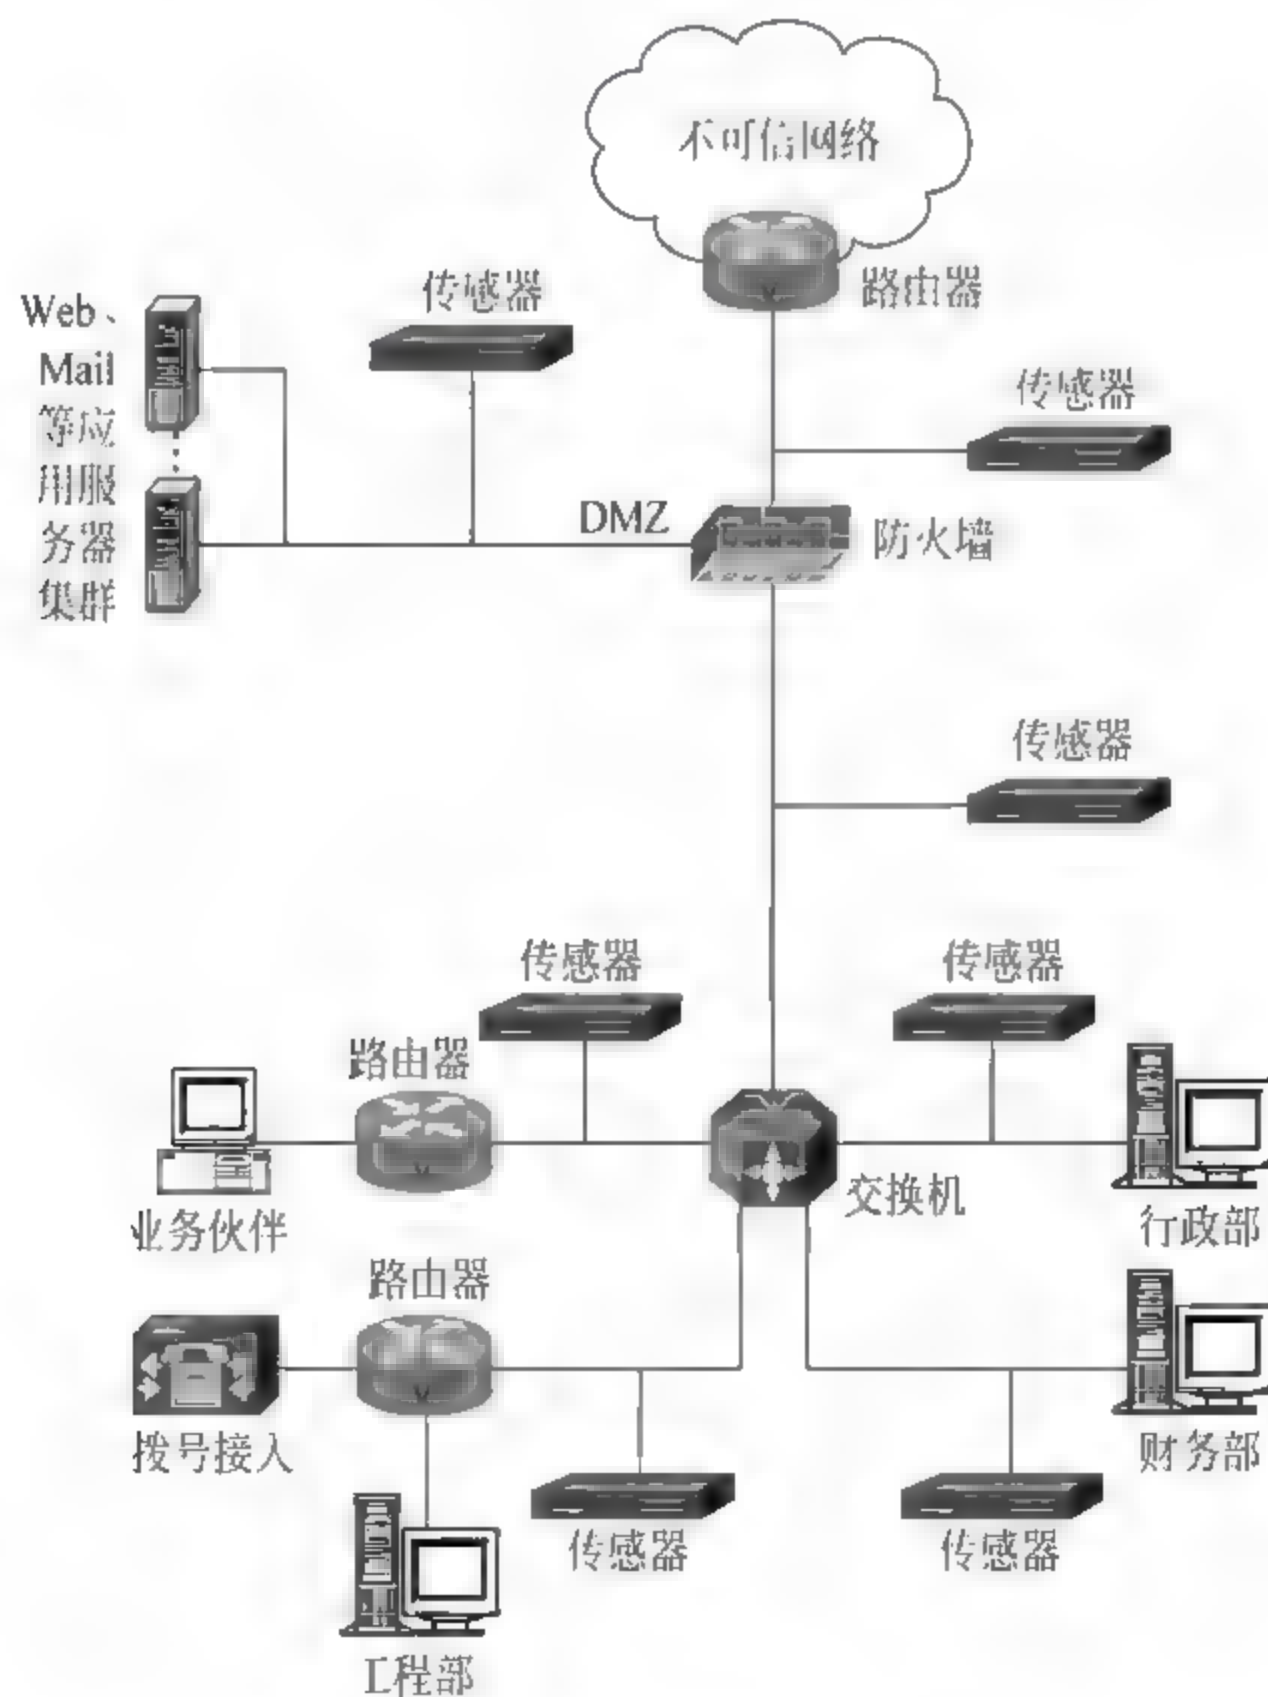 不可信网络
路由器
传感器
Web、
Mail
等应
用服
务器
集群
传感器
DMZ
防火墙
传感器
传感器
传感器
路由器
业务伙伴
交换机
行政部
路由器
拨号接入
财务部
传感器
传感器
工程部